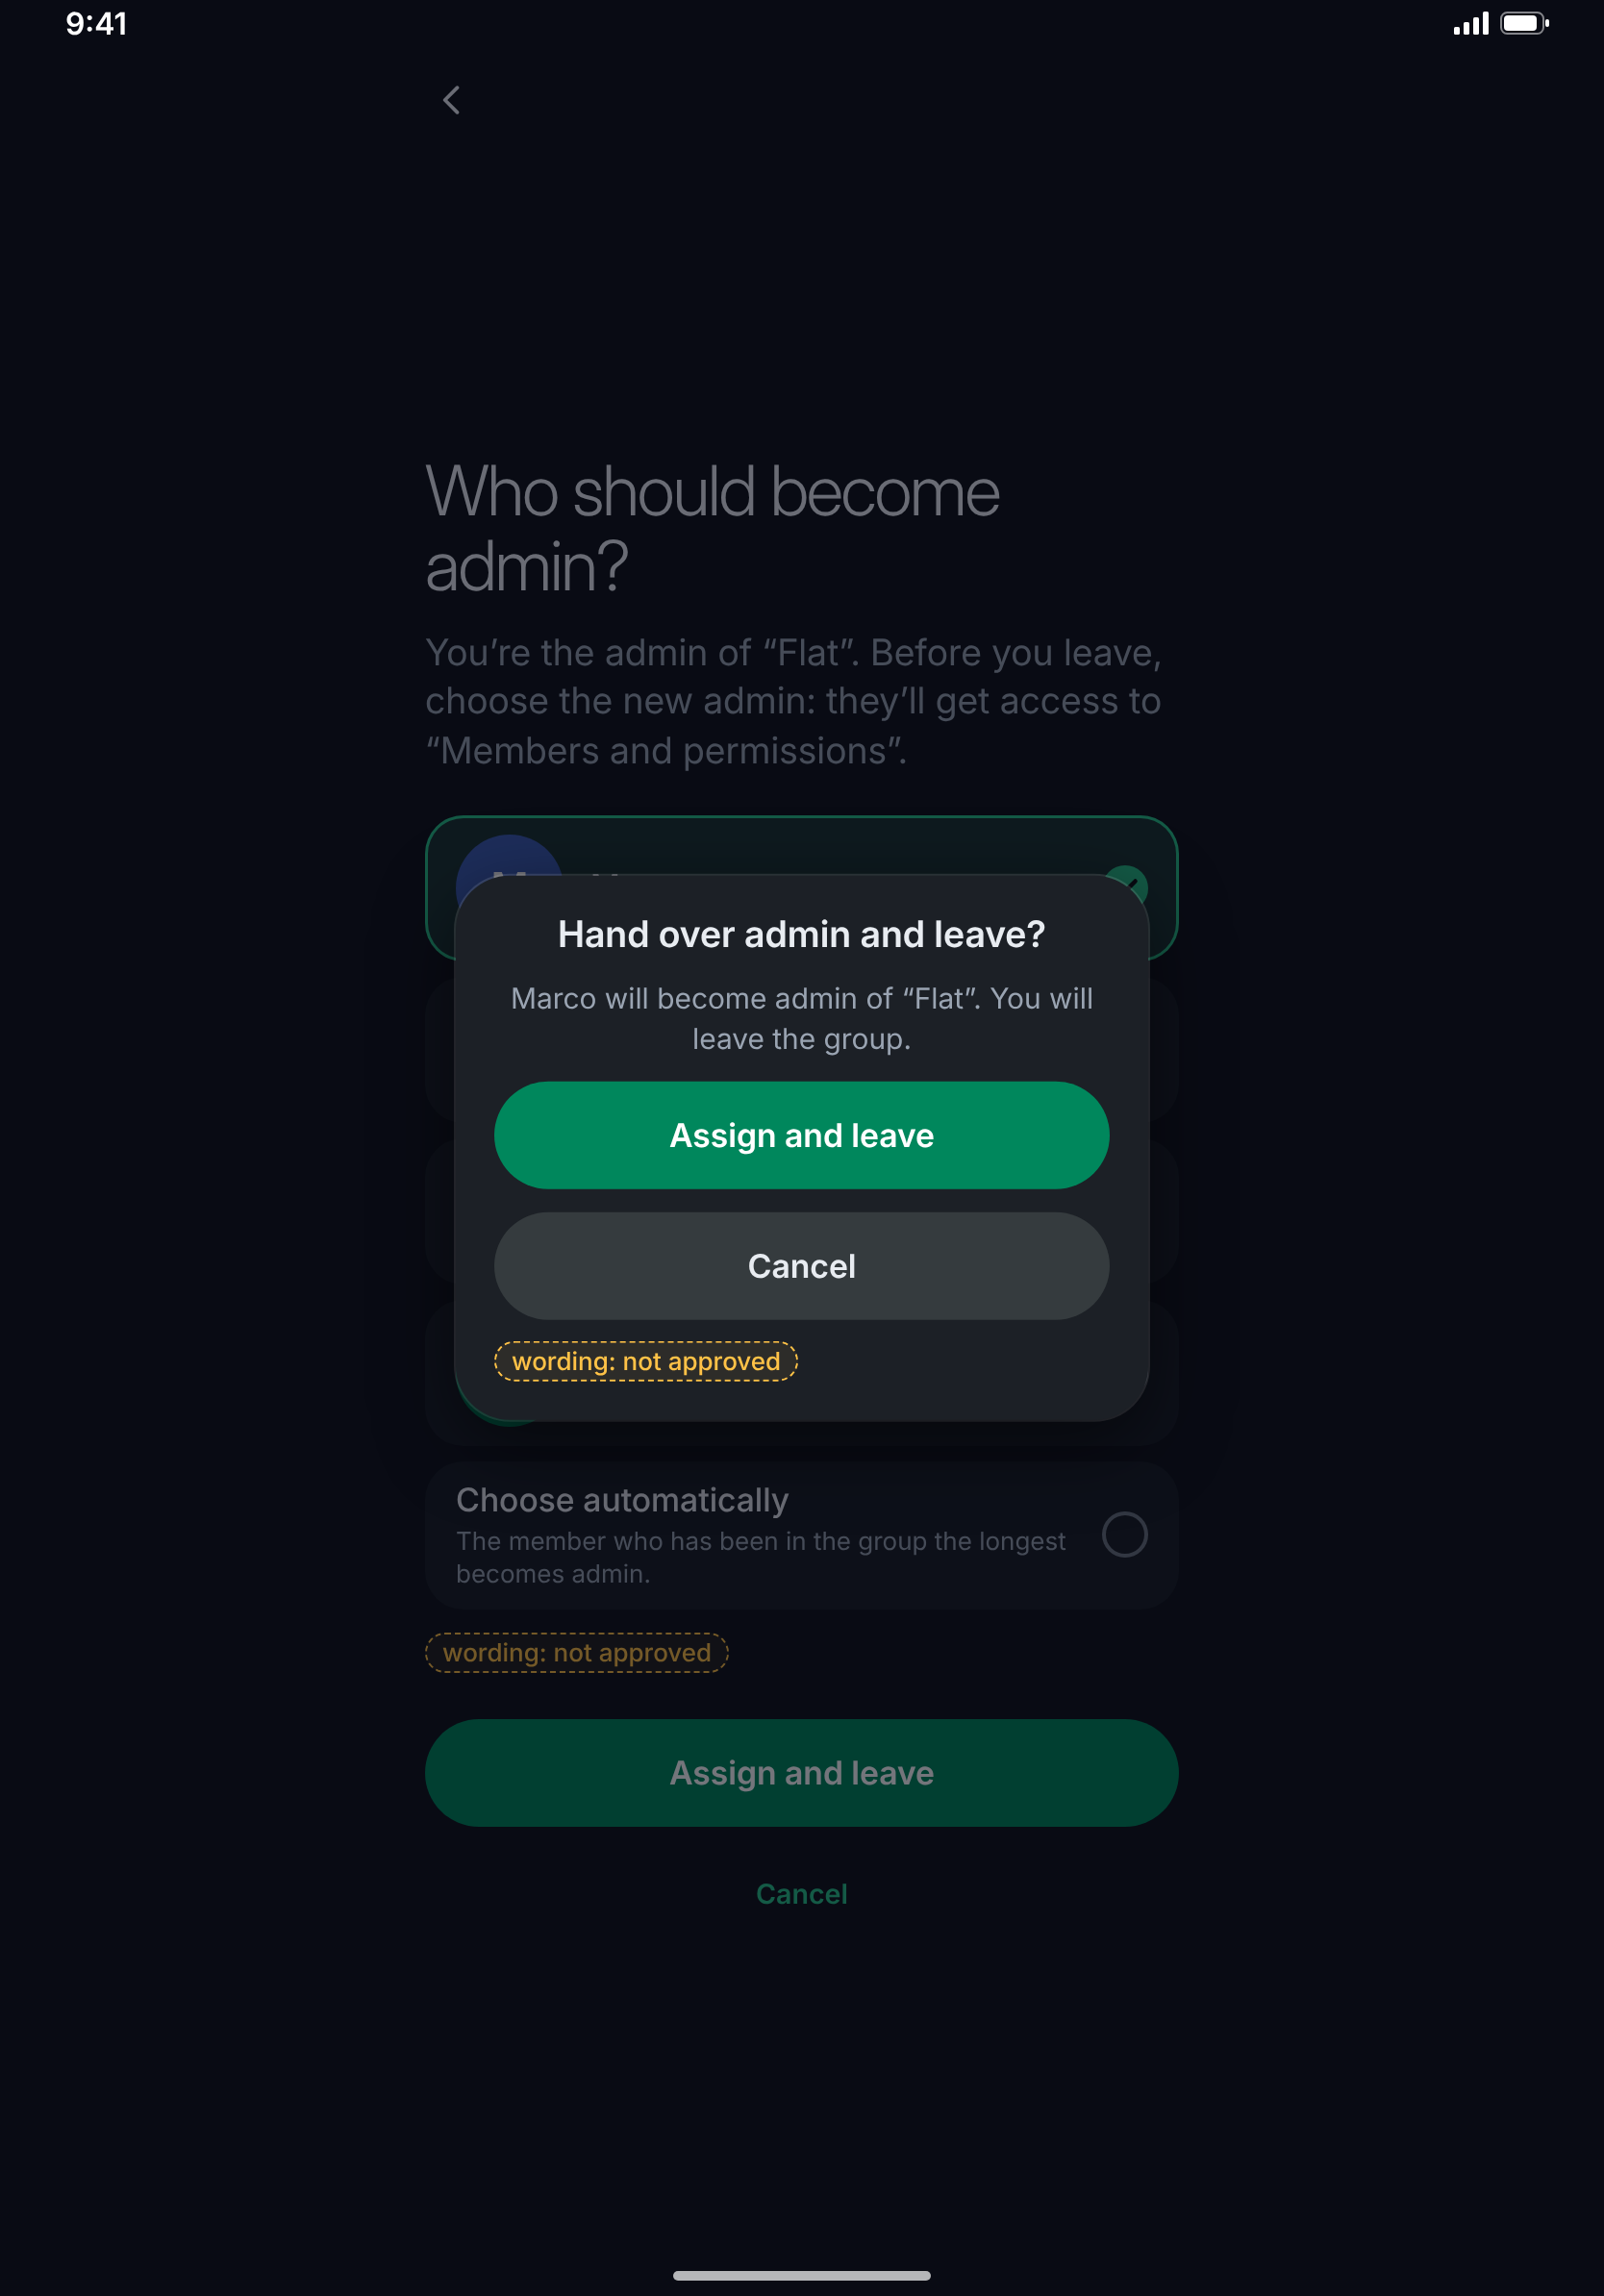 9:41
Who should become
admin?
You’re the admin of “Flat”. Before you leave,
choose the new admin: they’ll get access to
“Members and permissions”.
Hand over admin and leave?
Marco will become admin of “Flat”. You will
leave the group.
Assign and leave
Cancel
wording: not approved
Choose automatically
The member who has been in the group the longest
becomes admin.
wording: not approved
Assign and leave
Cancel